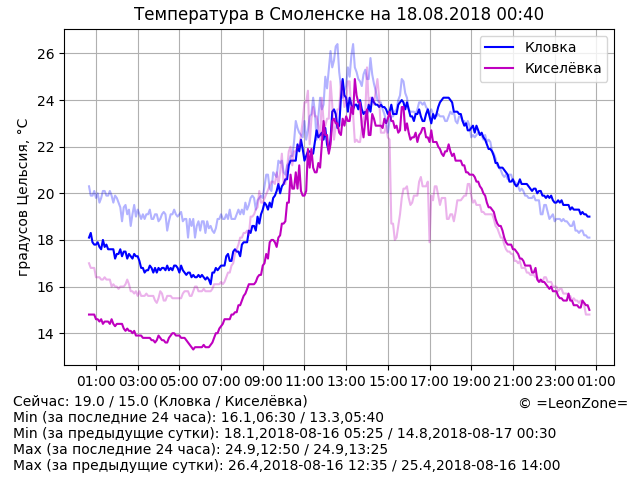 Температура в Смоленске на 18.08.2018 00:40
градусов Цельсия, °C
26
24
22
20
18
16
14
Кловка
Киселёвка
01:00 03:00 05:00 07:00 09:00 11:00 13:00 15:00 17:00 19:00 21:00 23:00 01:00
Сейчас: 19.0 / 15.0 (Кловка / Киселёвка)
© =LeonZone=
Min (за последние 24 часа): 16.1,06:30 / 13.3,05:40
Min (за предыдущие сутки): 18.1,2018-08-16 05:25 / 14.8,2018-08-17 00:30
Max (за последние 24 часа): 24.9,12:50 / 24.9,13:25
Max (за предыдущие сутки): 26.4,2018-08-16 12:35 / 25.4,2018-08-16 14:00